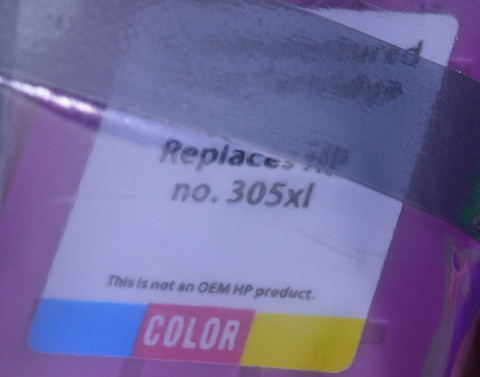 Replaces HP
no. 305xl
This is not an OEM HP product.
COLOR